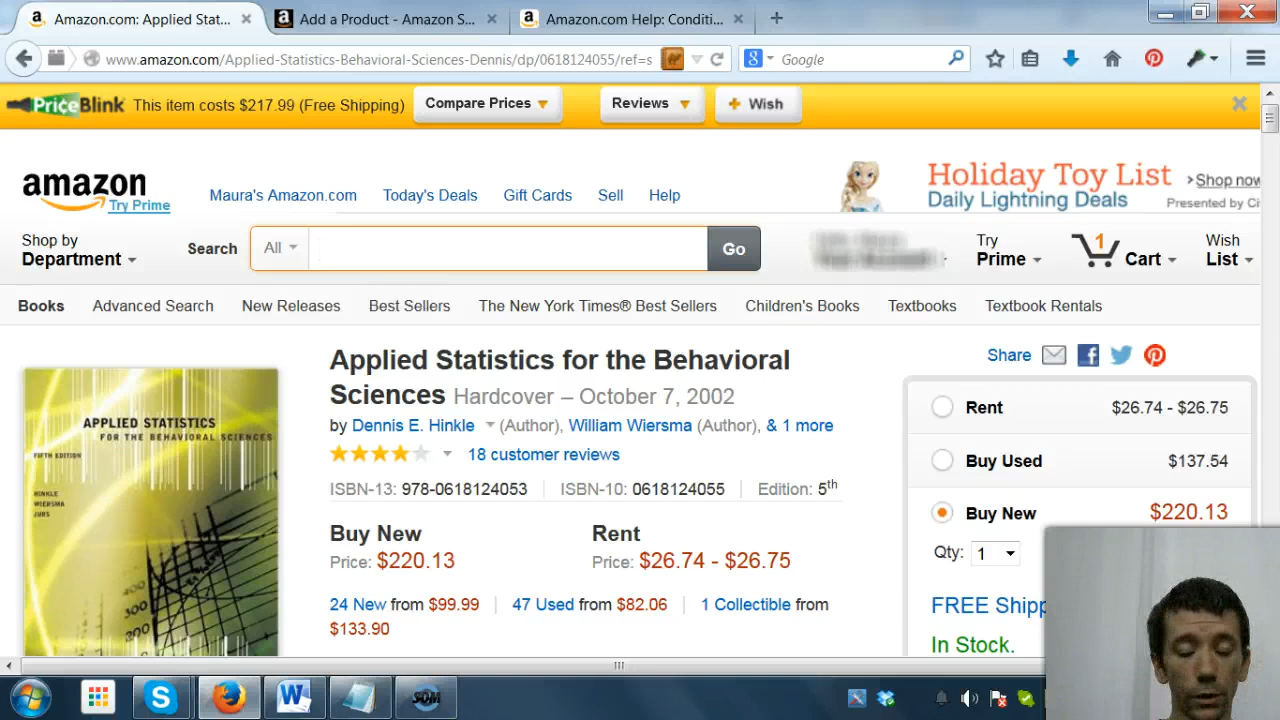 Amazon.com: Applied Stat...
Add a Product - Amazon S...
Amazon.com Help: Conditi...
www.amazon.com/Applied-Statistics-Behavioral-Sciences-Dennis/dp/0618124055/ref=s
Google
PriceBlink This item costs $217.99 (Free Shipping) Compare Prices Reviews + Wish
amazon
Try Prime
Maura's Amazon.com Today's Deals Gift Cards Sell Help
Holiday Toy List
Daily Lightning Deals
Shop now
Presented by Ci
Shop by
Department
Search All Go
Try
Prime
1
Cart
Wish
List
Books Advanced Search New Releases Best Sellers The New York Times® Best Sellers Children's Books Textbooks Textbook Rentals
APPLIED STATISTICS
FOR THE BEHAVIORAL SCIENCES
FIFTH EDITION
HINKLE
WIERSMA
JURS
300
200
Applied Statistics for the Behavioral
Sciences Hardcover – October 7, 2002
by Dennis E. Hinkle (Author), William Wiersma (Author), & 1 more
18 customer reviews
ISBN-13: 978-0618124053 ISBN-10: 0618124055 Edition: 5th
Buy New
Price: $220.13
Rent
Price: $26.74 - $26.75
24 New from $99.99 47 Used from $82.06 1 Collectible from
$133.90
Share
Rent $26.74 - $26.75
Buy Used $137.54
Buy New $220.13
Qty: 1
FREE Shipp
In Stock.
SOM